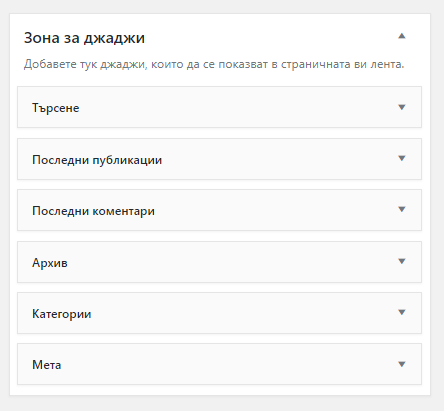 Зона за джаджи
Добавете тук джаджи, които да се показват в страничната ви лента.
Търсене
Последни публикации
Последни коментари
Архив
Категории
Мета